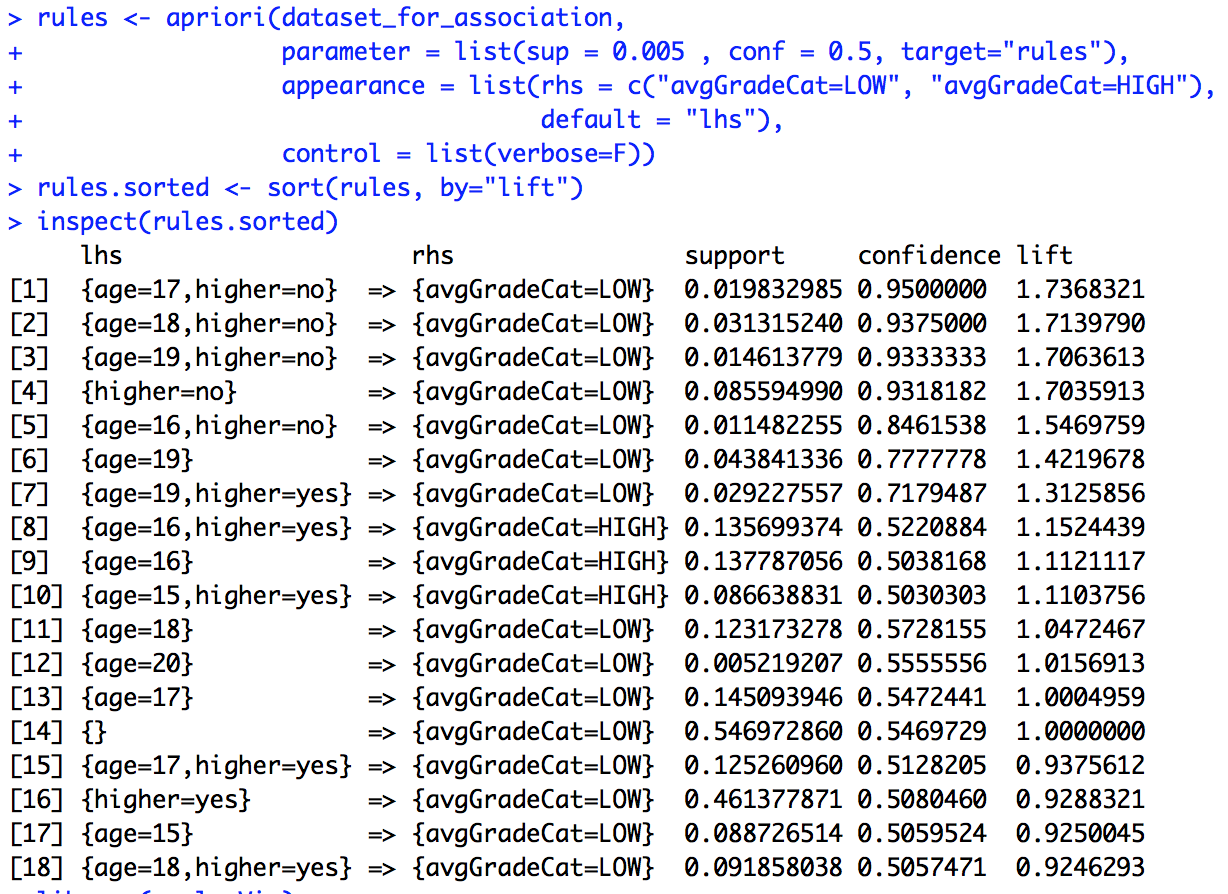 > rules <- apriori(dataset_for_association,
+ parameter = list(sup = 0.005 , conf = 0.5, target="rules"),
+ appearance = list(rhs = c("avgGradeCat=LOW", "avgGradeCat=HIGH"),
+ default = "lhs"),
+ control = list(verbose=F))
> rules.sorted <- sort(rules, by="lift")
> inspect(rules.sorted)
lhs rhs support confidence lift
[1] {age=17,higher=no} => {avgGradeCat=LOW} 0.019832985 0.9500000 1.7368321
[2] {age=18,higher=no} => {avgGradeCat=LOW} 0.031315240 0.9375000 1.7139790
[3] {age=19,higher=no} => {avgGradeCat=LOW} 0.014613779 0.9333333 1.7063613
[4] {higher=no} => {avgGradeCat=LOW} 0.085594990 0.9318182 1.7035913
[5] {age=16,higher=no} => {avgGradeCat=LOW} 0.011482255 0.8461538 1.5469759
[6] {age=19} => {avgGradeCat=LOW} 0.043841336 0.7777778 1.4219678
[7] {age=19,higher=yes} => {avgGradeCat=LOW} 0.029227557 0.7179487 1.3125856
[8] {age=16,higher=yes} => {avgGradeCat=HIGH} 0.135699374 0.5220884 1.1524439
[9] {age=16} => {avgGradeCat=HIGH} 0.137787056 0.5038168 1.1121117
[10] {age=15,higher=yes} => {avgGradeCat=HIGH} 0.086638831 0.5030303 1.1103756
[11] {age=18} => {avgGradeCat=LOW} 0.123173278 0.5728155 1.0472467
[12] {age=20} => {avgGradeCat=LOW} 0.005219207 0.5555556 1.0156913
[13] {age=17} => {avgGradeCat=LOW} 0.145093946 0.5472441 1.0004959
[14] {} => {avgGradeCat=LOW} 0.546972860 0.5469729 1.0000000
[15] {age=17,higher=yes} => {avgGradeCat=LOW} 0.125260960 0.5128205 0.9375612
[16] {higher=yes} => {avgGradeCat=LOW} 0.461377871 0.5080460 0.9288321
[17] {age=15} => {avgGradeCat=LOW} 0.088726514 0.5059524 0.9250045
[18] {age=18,higher=yes} => {avgGradeCat=LOW} 0.091858038 0.5057471 0.9246293